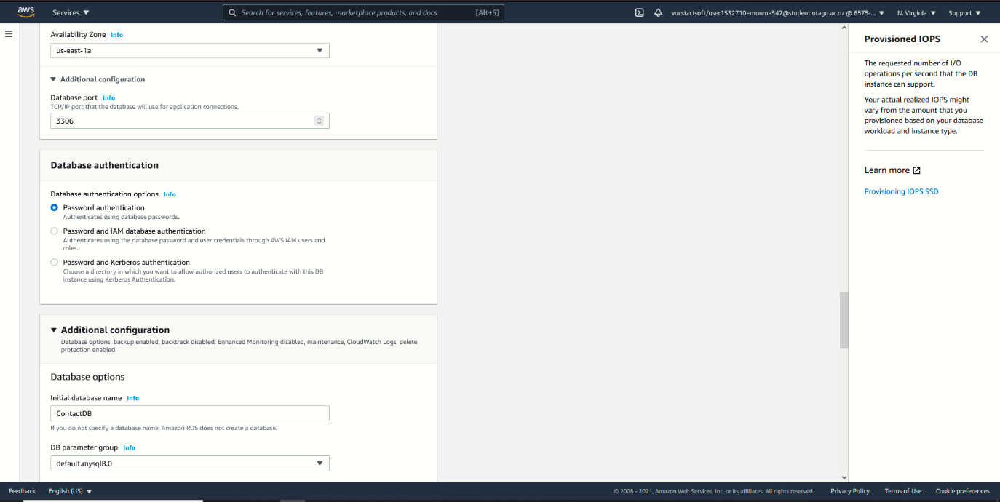 aws
Services
Search for services, features, marketplace products, and docs
[Alt+S]
vocstartsoft/user1532710=mouma547@student.otago.ac.nz @ 6575-...
N. Virginia
Support
Availability Zone Info
us-east-1a
Additional configuration
Database port Info
TCP/IP port that the database will use for application connections.
3306
Database authentication
Database authentication options Info
Password authentication
Authenticates using database passwords.
Password and IAM database authentication
Authenticates using the database password and user credentials through AWS IAM users and
roles.
Password and Kerberos authentication
Choose a directory in which you want to allow authorized users to authenticate with this DB
instance using Kerberos Authentication.
Additional configuration
Database options, backup enabled, backtrack disabled, Enhanced Monitoring disabled, maintenance, CloudWatch Logs, delete
protection enabled
Database options
Initial database name Info
ContactDB
If you do not specify a database name, Amazon RDS does not create a database.
DB parameter group Info
default.mysql8.0
Provisioned IOPS
The requested number of I/O
operations per second that the DB
instance can support.
Your actual realized IOPS might
vary from the amount that you
provisioned based on your database
workload and instance type.
Learn more
Provisioning IOPS SSD
Feedback
English (US)
© 2008 - 2021, Amazon Web Services, Inc. or its affiliates. All rights reserved.
Privacy Policy
Terms of Use
Cookie preferences